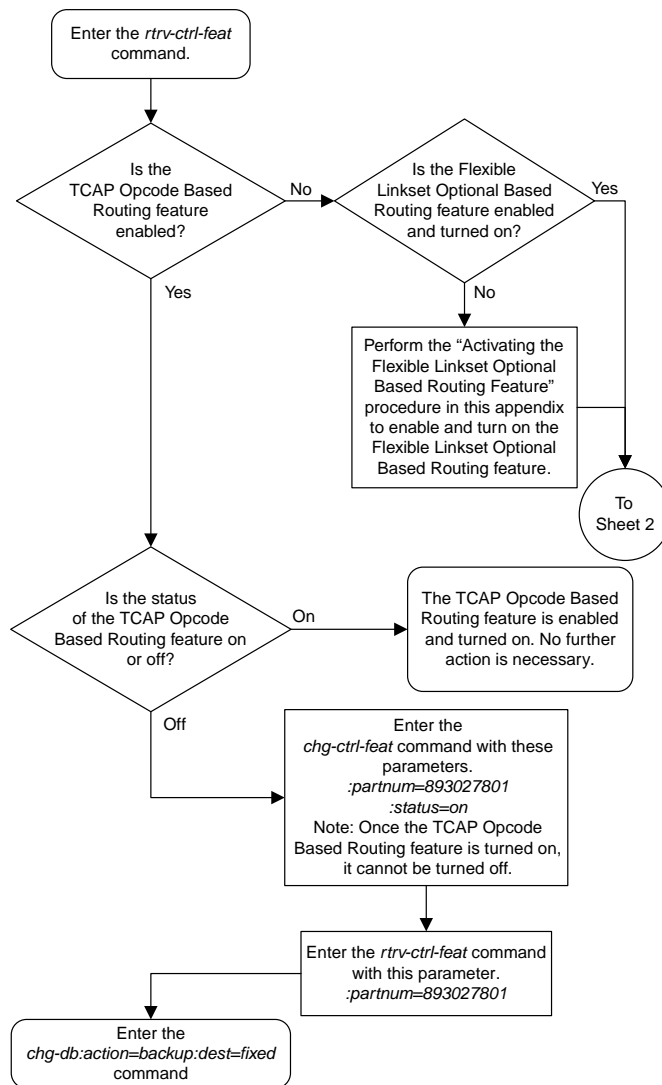 Enter the rtrv-ctrl-feat
command.
Is the
TCAP Opcode Based
Routing feature
enabled?
No
Is the Flexible
Linkset Optional Based
Routing feature enabled
and turned on?
Yes
Yes
No
Perform the “Activating the
Flexible Linkset Optional
Based Routing Feature”
procedure in this appendix
to enable and turn on the
Flexible Linkset Optional
Based Routing feature.
To
Sheet 2
Is the status
of the TCAP Opcode
Based Routing feature on
or off?
On
The TCAP Opcode Based
Routing feature is enabled
and turned on. No further
action is necessary.
Off
Enter the
chg-ctrl-feat command with these
parameters.
:partnum=893027801
:status=on
Note: Once the TCAP Opcode
Based Routing feature is turned on,
it cannot be turned off.
Enter the rtrv-ctrl-feat command
with this parameter.
:partnum=893027801
Enter the
chg-db:action=backup:dest=fixed
command